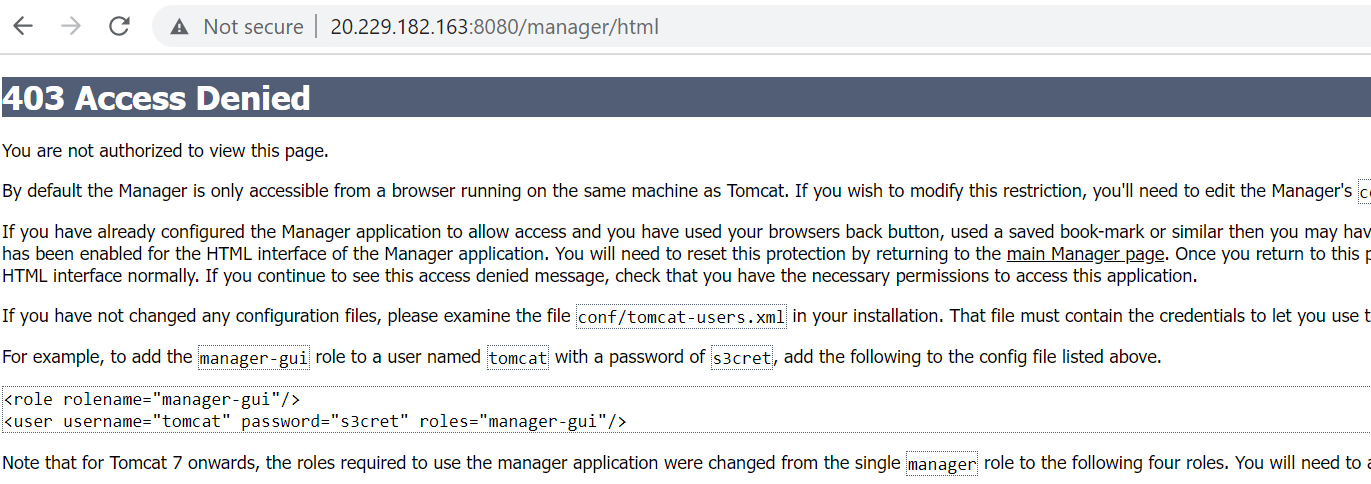 Not secure | 20.229.182.163:8080/manager/html
403 Access Denied
You are not authorized to view this page.
By default the Manager is only accessible from a browser running on the same machine as Tomcat. If you wish to modify this restriction, you'll need to edit the Manager's
If you have already configured the Manager application to allow access and you have used your browsers back button, used a saved book-mark or similar then you may
has been enabled for the HTML interface of the Manager application. You will need to reset this protection by returning to the main Manager page. Once you return to this
HTML interface normally. If you continue to see this access denied message, check that you have the necessary permissions to access this application.
If you have not changed any configuration files, please examine the file conf/tomcat-users.xml in your installation. That file must contain the credentials to let you use
For example, to add the manager-gui role to a user named tomcat with a password of s3cret, add the following to the config file listed above.
<role rolename="manager-gui"/>
<user username="tomcat" password="s3cret" roles="manager-gui"/>
Note that for Tomcat 7 onwards, the roles required to use the manager application were changed from the single manager role to the following four roles. You will need to